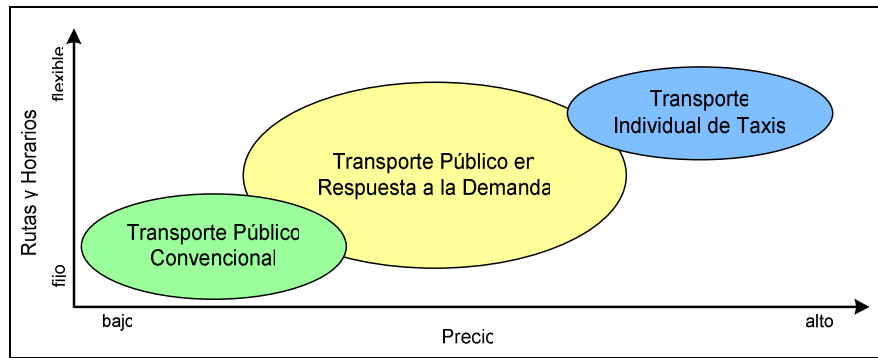 flexible
Rutas y Horarios
fijo
Transporte
Individual de Taxis
Transporte Público en
Respuesta a la Demanda
Transporte Público
Convencional
bajo
alto
Precio